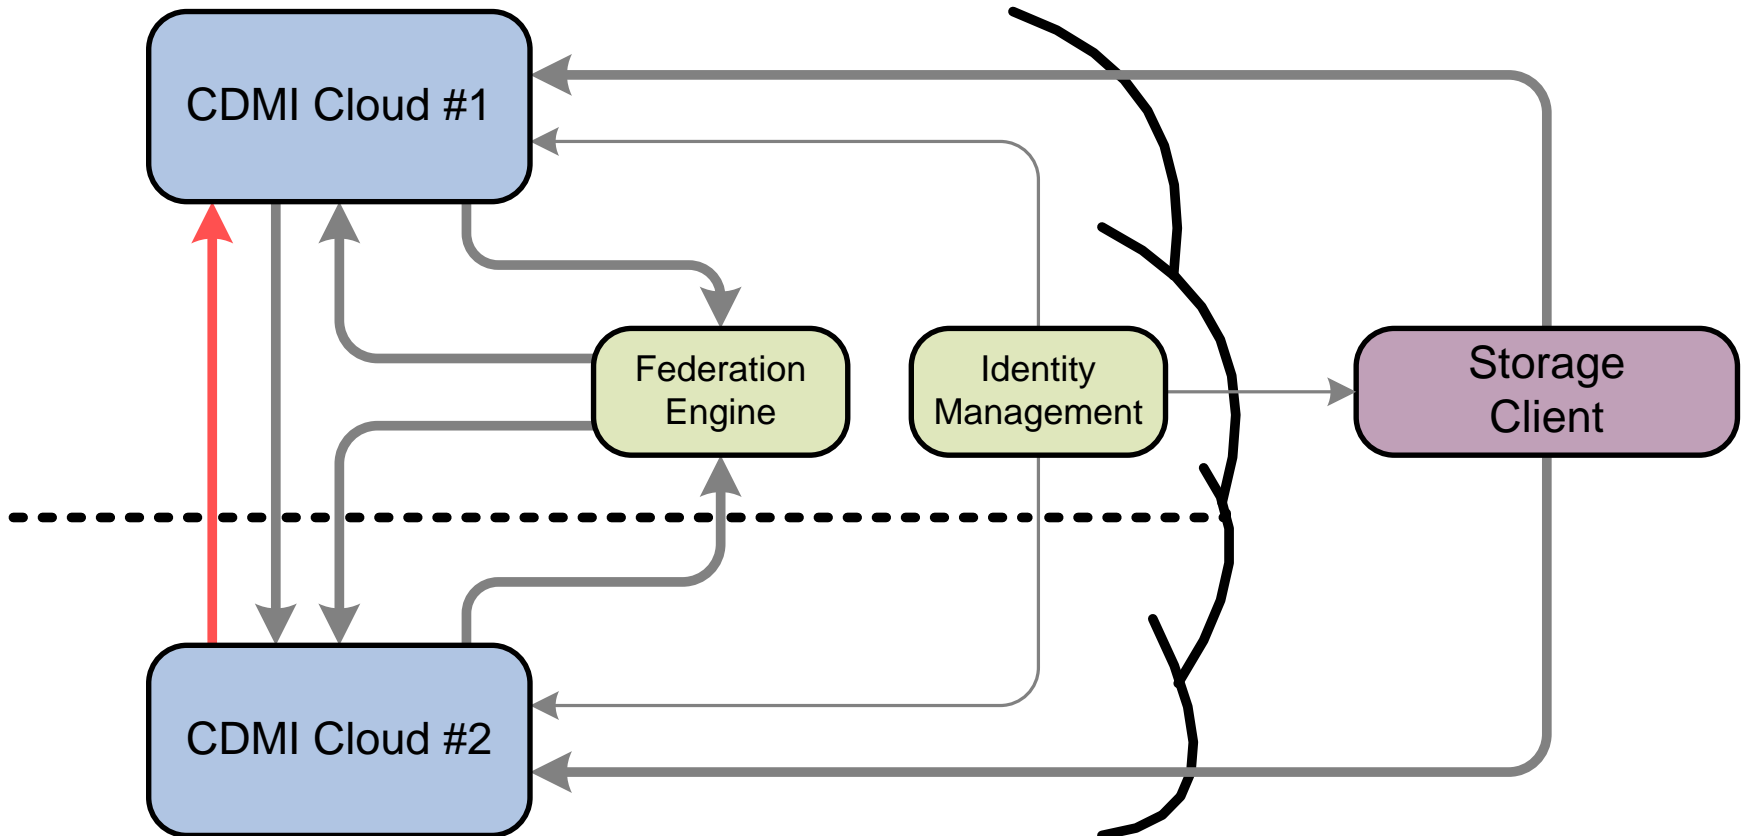 CDMI Cloud #1
Federation
Engine
Identity
Management
Storage
Client
CDMI Cloud #2